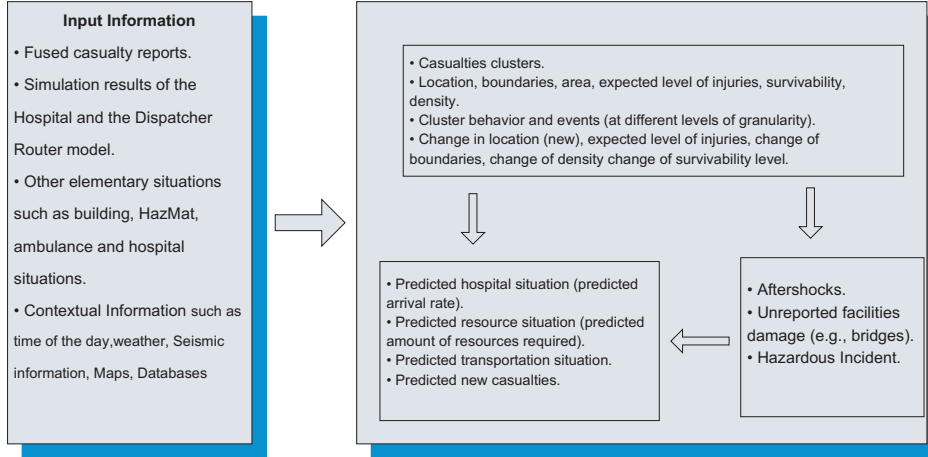 Input Information
• Fused casualty reports.
• Simulation results of the
Hospital and the Dispatcher
Router model.
• Other elementary situations
such as building, HazMat,
ambulance and hospital
situations.
• Contextual Information such as
time of the day,weather, Seismic
information, Maps, Databases
• Casualties clusters.
• Location, boundaries, area, expected level of injuries, survivability,
density.
• Cluster behavior and events (at different levels of granularity).
• Change in location (new), expected level of injuries, change of
boundaries, change of density change of survivability level.
• Predicted hospital situation (predicted
arrival rate).
• Predicted resource situation (predicted
amount of resources required).
• Predicted transportation situation.
• Predicted new casualties.
• Aftershocks.
• Unreported facilities
damage (e.g., bridges).
• Hazardous Incident.